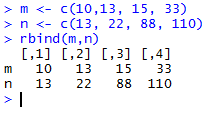 > m <- c(10,13, 15, 33)
> n <- c(13, 22, 88, 110)
> rbind(m,n)
  [,1] [,2] [,3] [,4]
m   10   13   15   33
n   13   22   88  110
>